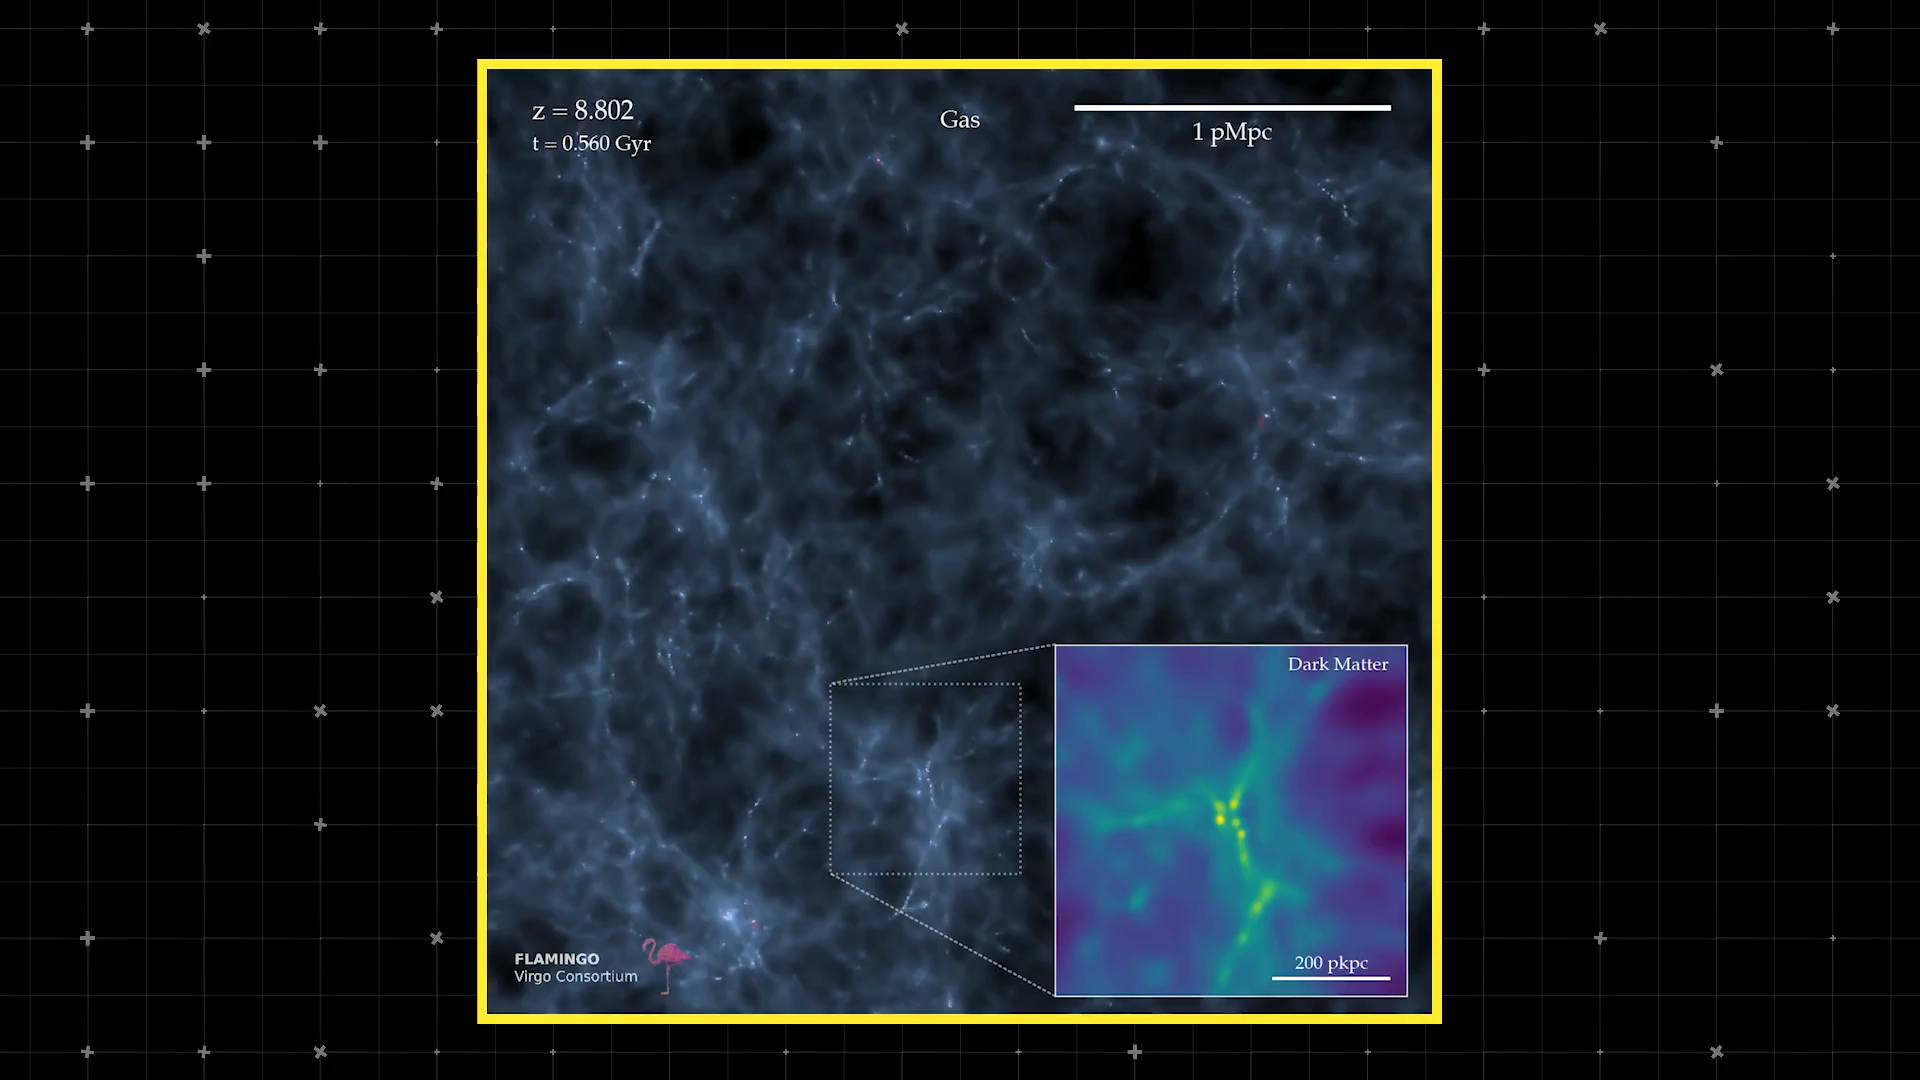 z = 8.802
t = 0.560 Gyr
Gas
1 pMpc
Dark Matter
200 pkpc
FLAMINGO
Virgo Consortium